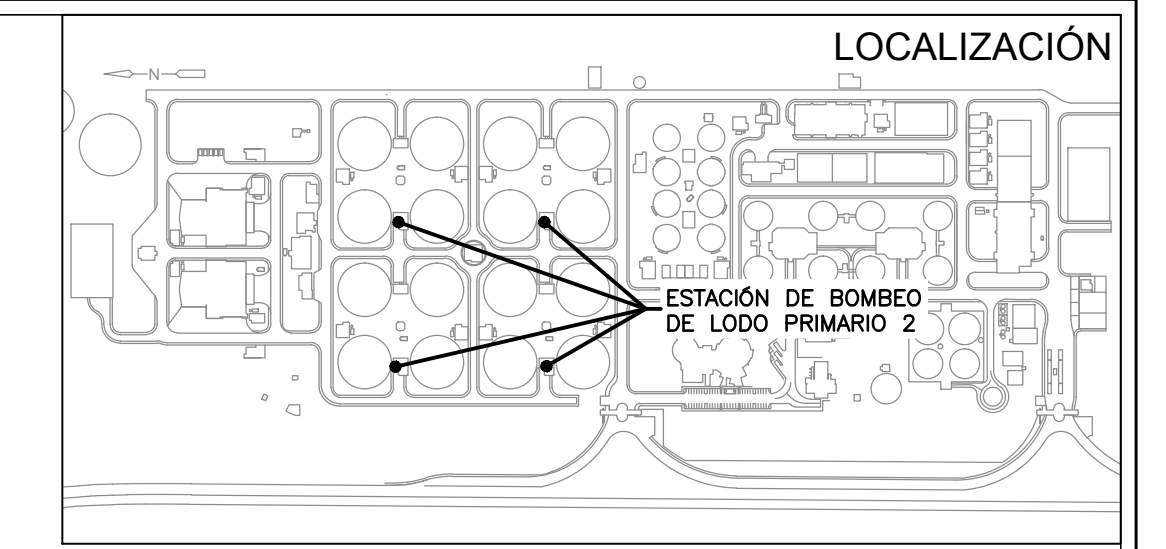 LOCALIZACIÓN
N
ESTACIÓN DE BOMBEO
DE LODO PRIMARIO 2